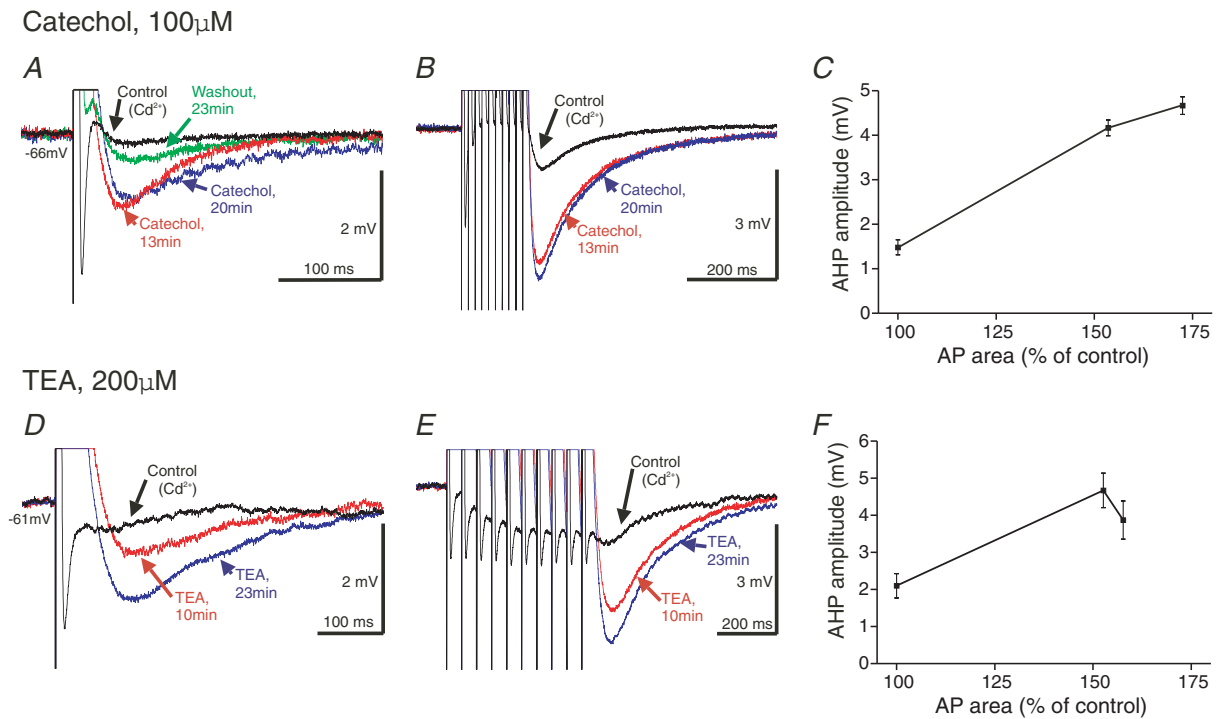 Catechol, 100μM
A
Control
(Cd²⁺)
Washout,
23min
-66mV
Catechol,
20min
Catechol,
13min
2 mV
100 ms
B
Control
(Cd²⁺)
Catechol,
20min
Catechol,
13min
3 mV
200 ms
C
AHP amplitude (mV)
5
4
3
2
1
0
100
125
150
175
AP area (% of control)
TEA, 200μM
D
Control
(Cd²⁺)
-61mV
TEA,
10min
TEA,
23min
2 mV
100 ms
E
Control
(Cd²⁺)
TEA,
23min
TEA,
10min
3 mV
200 ms
F
AHP amplitude (mV)
6
5
4
3
2
1
0
100
125
150
175
AP area (% of control)